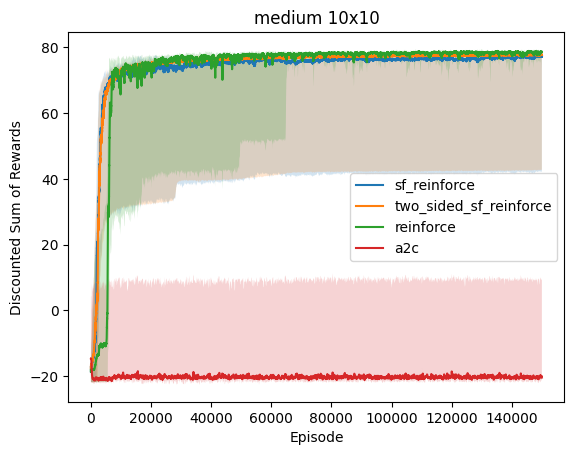 medium 10x10
Discounted Sum of Rewards
80
60
40
20
0
−20
sf_reinforce
two_sided_sf_reinforce
reinforce
a2c
0 20000 40000 60000 80000 100000 120000 140000
Episode